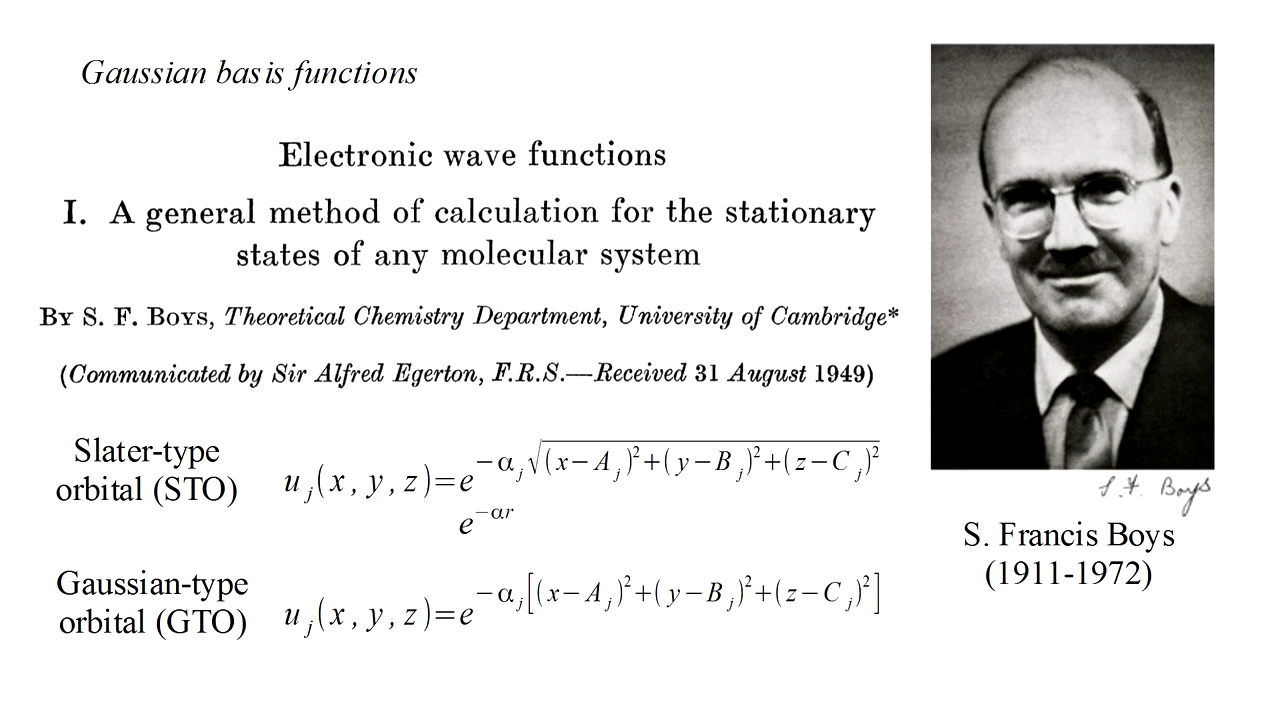 Gaussian basis functions
Electronic wave functions
I. A general method of calculation for the stationary
states of any molecular system
By S. F. Boys, Theoretical Chemistry Department, University of Cambridge*
(Communicated by Sir Alfred Egerton, F.R.S.—Received 31 August 1949)
Slater-type
orbital (STO)
u_j(x, y, z)=e^{−α_j√((x−A_j)²+(y−B_j)²+(z−C_j)²)}
e^{−αr}
Gaussian-type
orbital (GTO)
u_j(x, y, z)=e^{−α_j[(x−A_j)²+(y−B_j)²+(z−C_j)²]}
S. F. Boys
S. Francis Boys
(1911-1972)